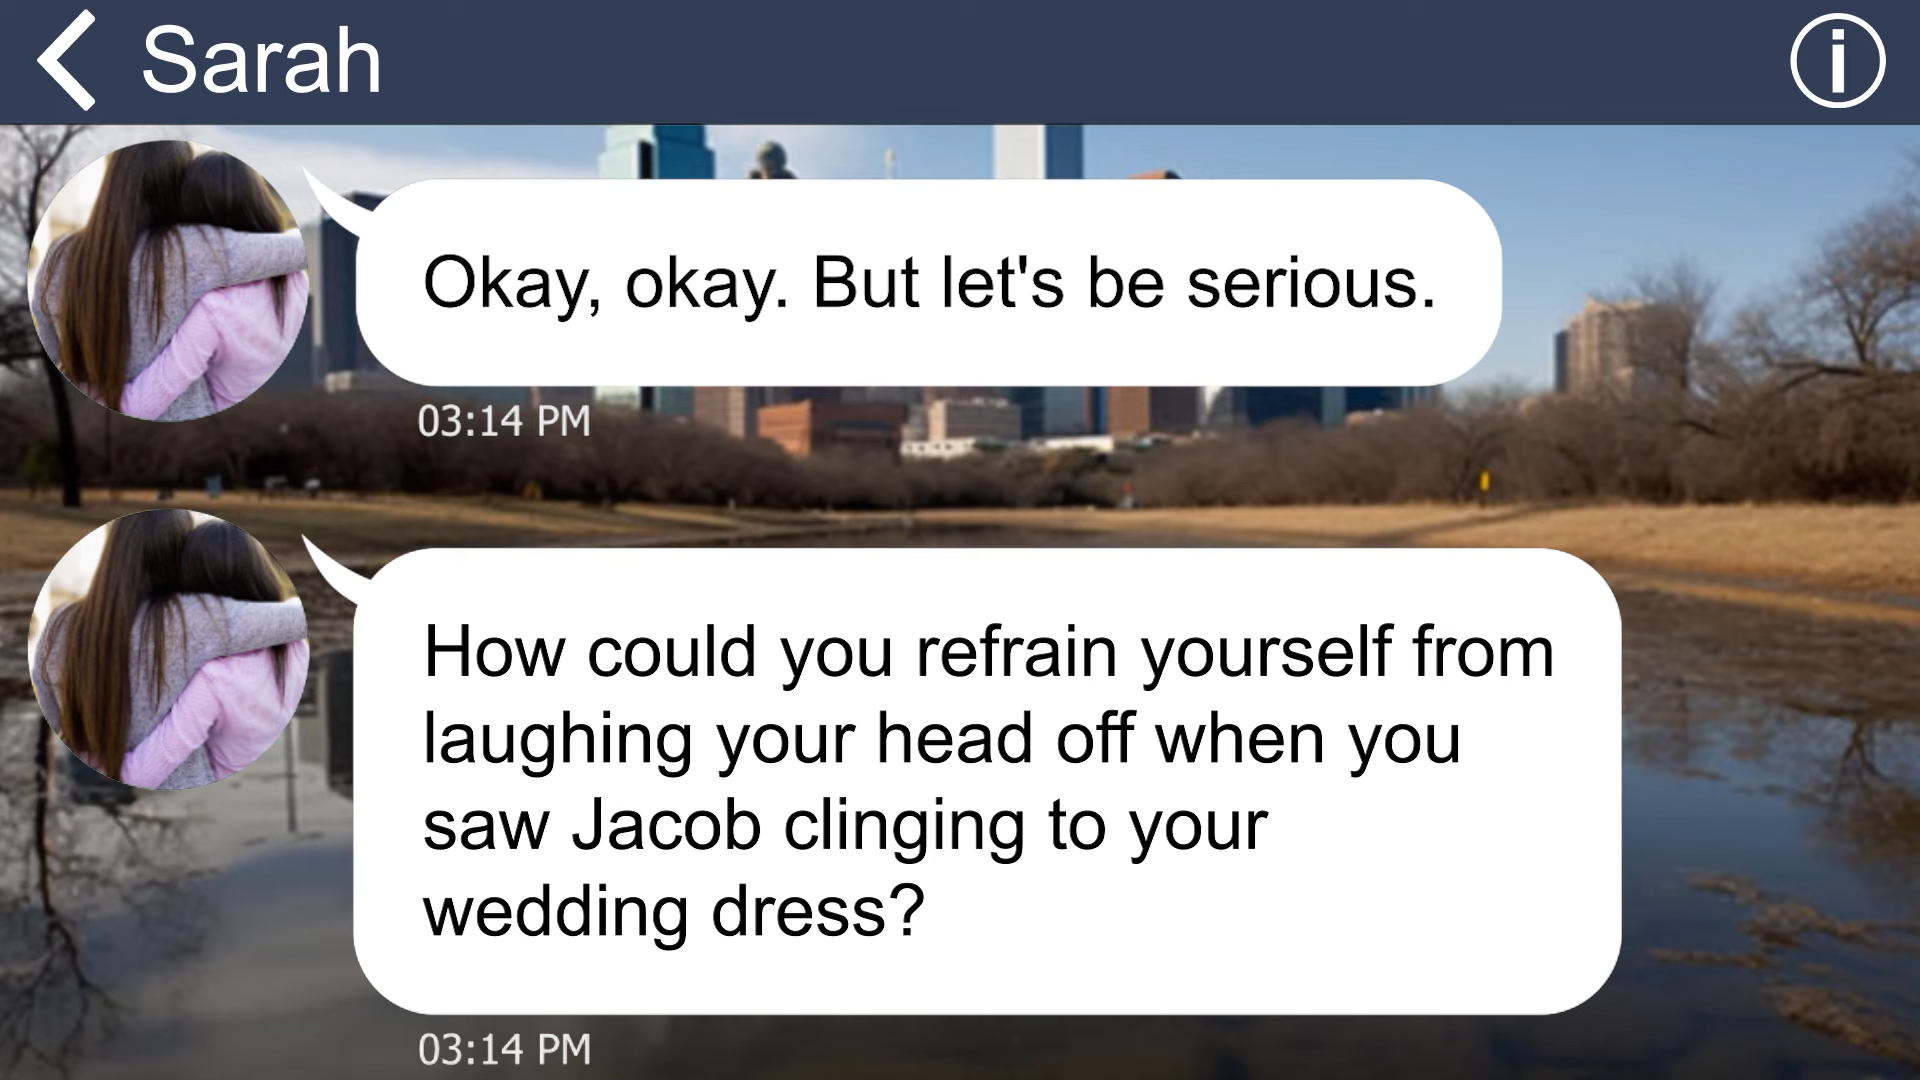 Sarah
Okay, okay. But let's be serious.
03:14 PM
How could you refrain yourself from
laughing your head off when you
saw Jacob clinging to your
wedding dress?
03:14 PM